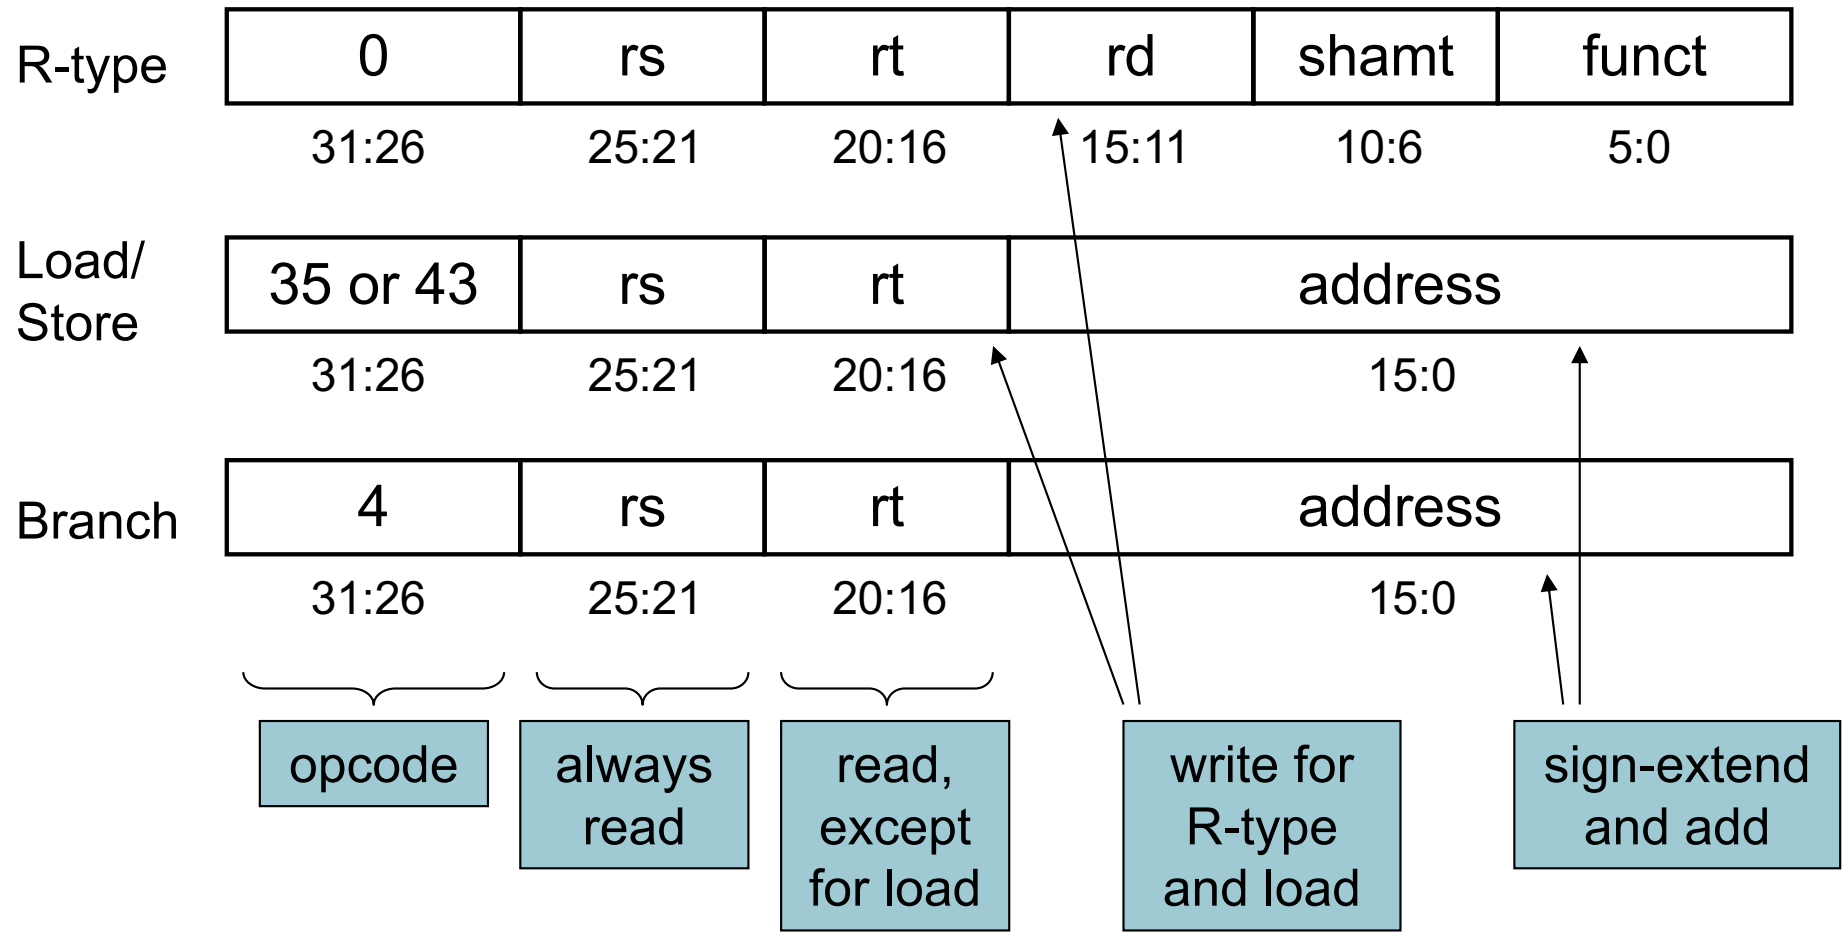 R-type
0 rs rt rd shamt funct
31:26 25:21 20:16 15:11 10:6 5:0
Load/
Store
35 or 43 rs rt address
31:26 25:21 20:16 15:0
Branch
4 rs rt address
31:26 25:21 20:16 15:0
opcode
always
read
read,
except
for load
write for
R-type
and load
sign-extend
and add